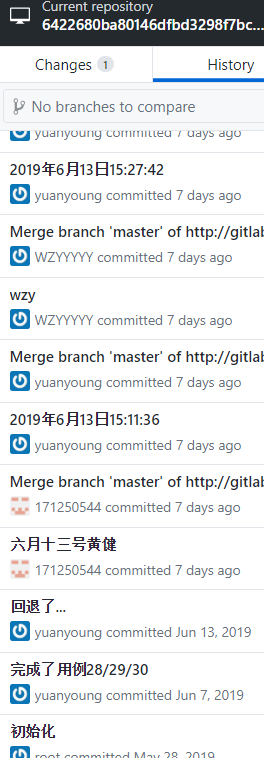 Current repository
6422680ba80146dfbd3298f7bc...
Changes 1
History
No branches to compare
yuanyoung committed 7 days ago
2019年6月13日15:27:42
yuanyoung committed 7 days ago
Merge branch 'master' of http://gitlab
WZYYYYY committed 7 days ago
wzy
WZYYYYY committed 7 days ago
Merge branch 'master' of http://gitlab
yuanyoung committed 7 days ago
2019年6月13日15:11:36
yuanyoung committed 7 days ago
Merge branch 'master' of http://gitlab
171250544 committed 7 days ago
六月十三号黄健
171250544 committed 7 days ago
回退了...
yuanyoung committed Jun 13, 2019
完成了用例28/29/30
yuanyoung committed Jun 7, 2019
初始化
root committed May 28, 2019